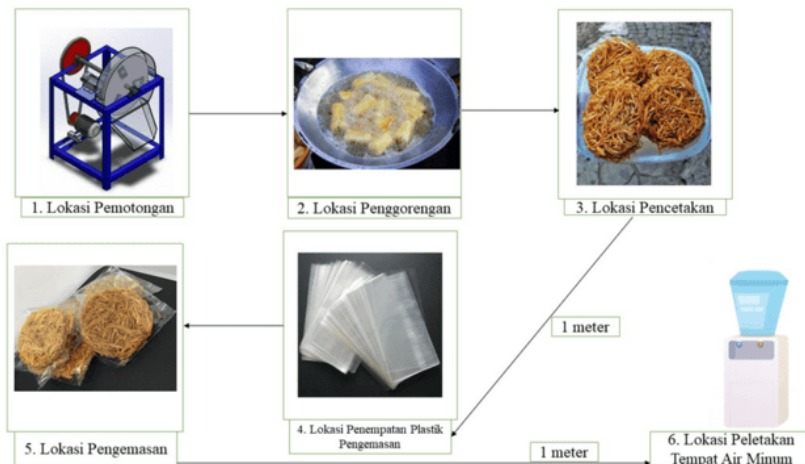 1. Lokasi Pemotongan
2. Lokasi Penggorengan
3. Lokasi Pencetakan
1 meter
4. Lokasi Penempatan Plastik
Pengemasan
5. Lokasi Pengemasan
1 meter
6. Lokasi Peletakan
Tempat Air Minum